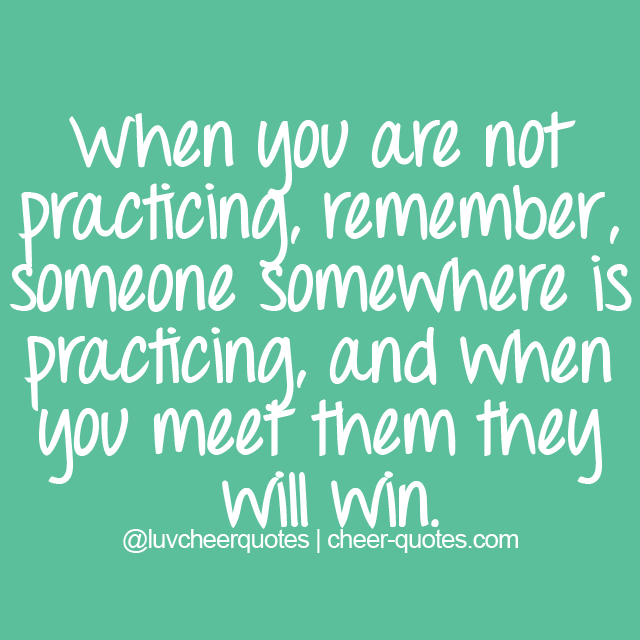 When you are not
practicing, remember,
someone somewhere is
practicing, and when
you meet them they
will win.
@luvcheerquotes | cheer-quotes.com